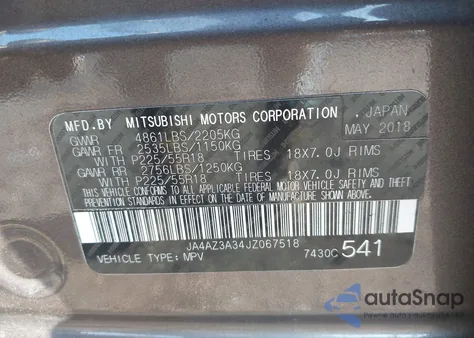 MFD.BY MITSUBISHI MOTORS CORPORATION , JAPAN
GVWR 4861LBS/2205KG MAY 2018
GAWR FR 2535LBS/1150KG
WITH P225/55R18 TIRES 18X7.0J RIMS
GAWR RR 2756LBS/1250KG
WITH P225/55R18 TIRES 18X7.0J RIMS
THIS VEHICLE CONFORMS TO ALL APPLICABLE FEDERAL MOTOR
VEHICLE SAFETY AND THEFT
PREVENTION STANDARDS IN EFFECT ON THE DATE OF MANUFACTURE SHOWN ABOVE.
JA4AZ3A34JZ067518
VEHICLE TYPE: MPV 7430C 541
autoSnap